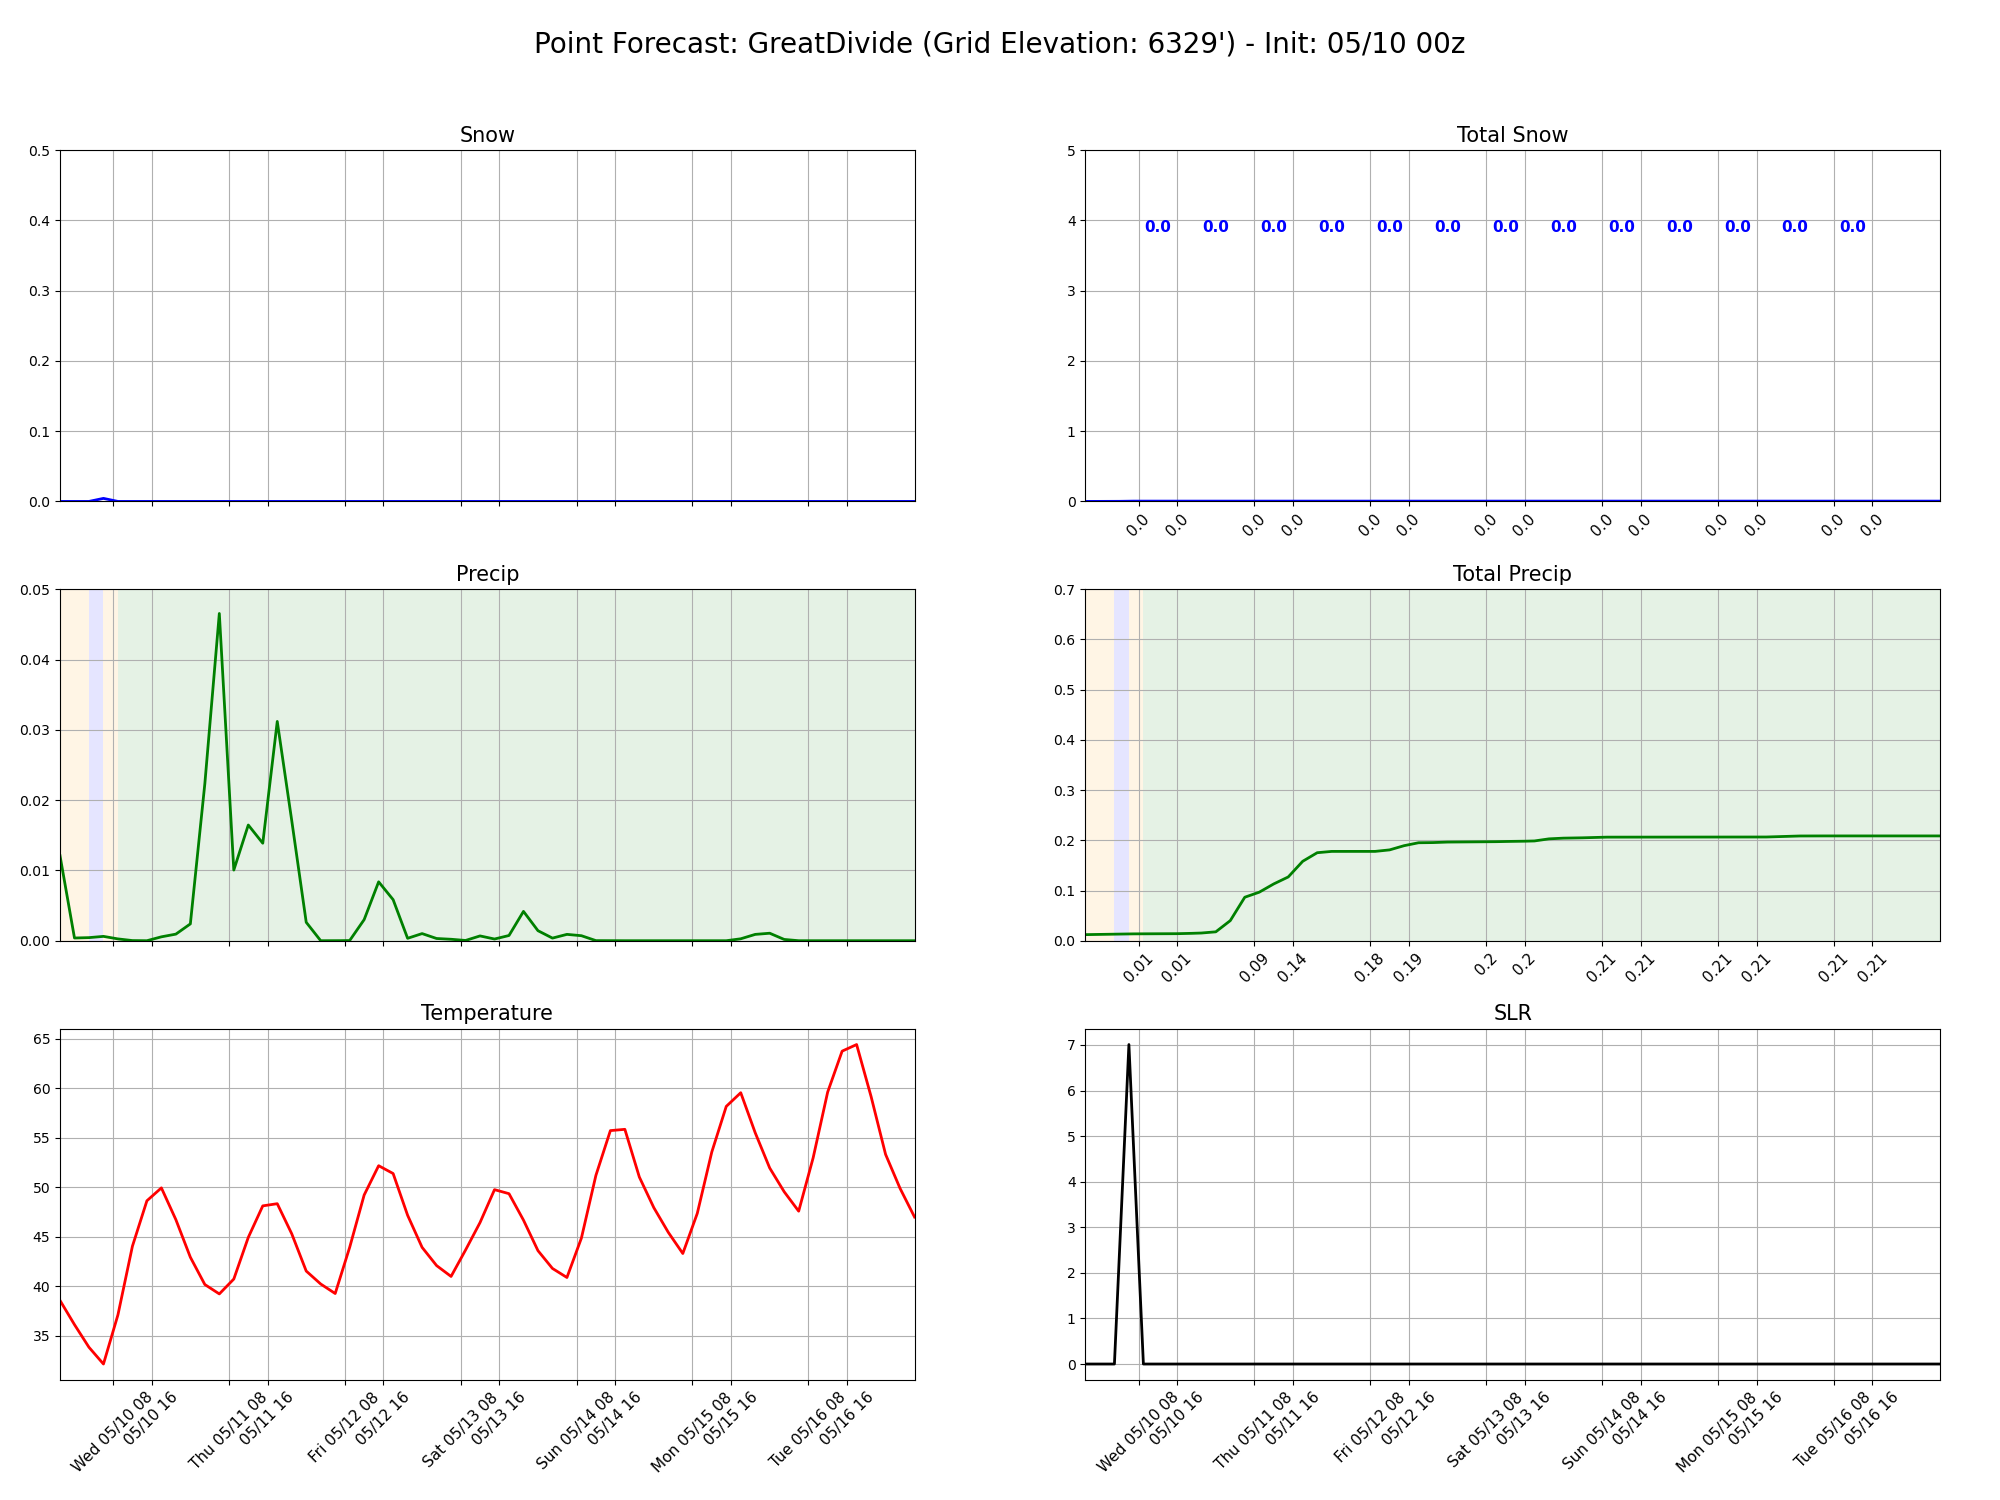 Point Forecast: GreatDivide (Grid Elevation: 6329') - Init: 05/10 00z
Snow
0.5
0.4
0.3
0.2
0.1
0.0
Total Snow
5
4
3
2
1
0
0.0 0.0 0.0 0.0 0.0 0.0 0.0 0.0 0.0 0.0 0.0 0.0 0.0
0.0 0.0 0.0 0.0 0.0 0.0 0.0 0.0 0.0 0.0 0.0 0.0 0.0 0.0
Precip
0.05
0.04
0.03
0.02
0.01
0.00
Total Precip
0.7
0.6
0.5
0.4
0.3
0.2
0.1
0.0
0.01 0.01 0.09 0.14 0.18 0.19 0.2 0.2 0.21 0.21 0.21 0.21 0.21 0.21
Temperature
65
60
55
50
45
40
35
Wed 05/10 08
05/10 16
Thu 05/11 08
05/11 16
Fri 05/12 08
05/12 16
Sat 05/13 08
05/13 16
Sun 05/14 08
05/14 16
Mon 05/15 08
05/15 16
Tue 05/16 08
05/16 16
SLR
7
6
5
4
3
2
1
0
Wed 05/10 08
05/10 16
Thu 05/11 08
05/11 16
Fri 05/12 08
05/12 16
Sat 05/13 08
05/13 16
Sun 05/14 08
05/14 16
Mon 05/15 08
05/15 16
Tue 05/16 08
05/16 16